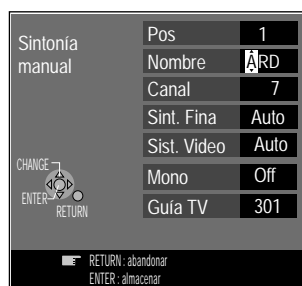 Sintonía
manual
Pos 1
Nombre ARD
Canal 7
Sint. Fina Auto
Sist. Video Auto
Mono Off
Guía TV 301
CHANGE
ENTER
RETURN
RETURN : abandonar
ENTER : almacenar